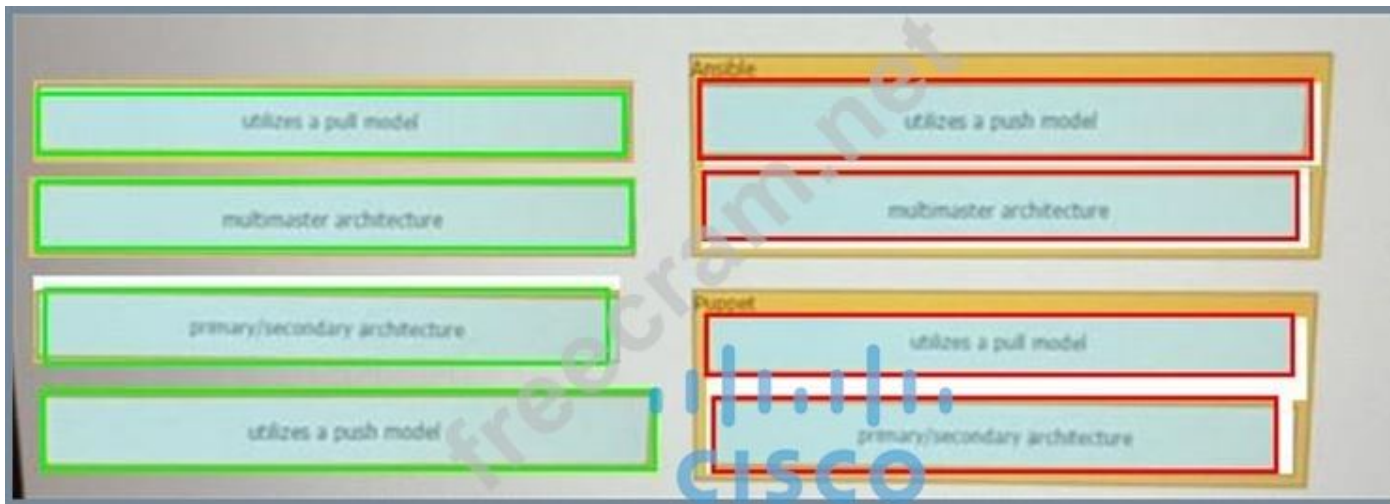 utilizes a pull model
multimaster architecture
primary/secondary architecture
utilizes a push model
Ansible
utilizes a push model
multimaster architecture
Puppet
utilizes a pull model
primary/secondary architecture
freecram.net
CISCO